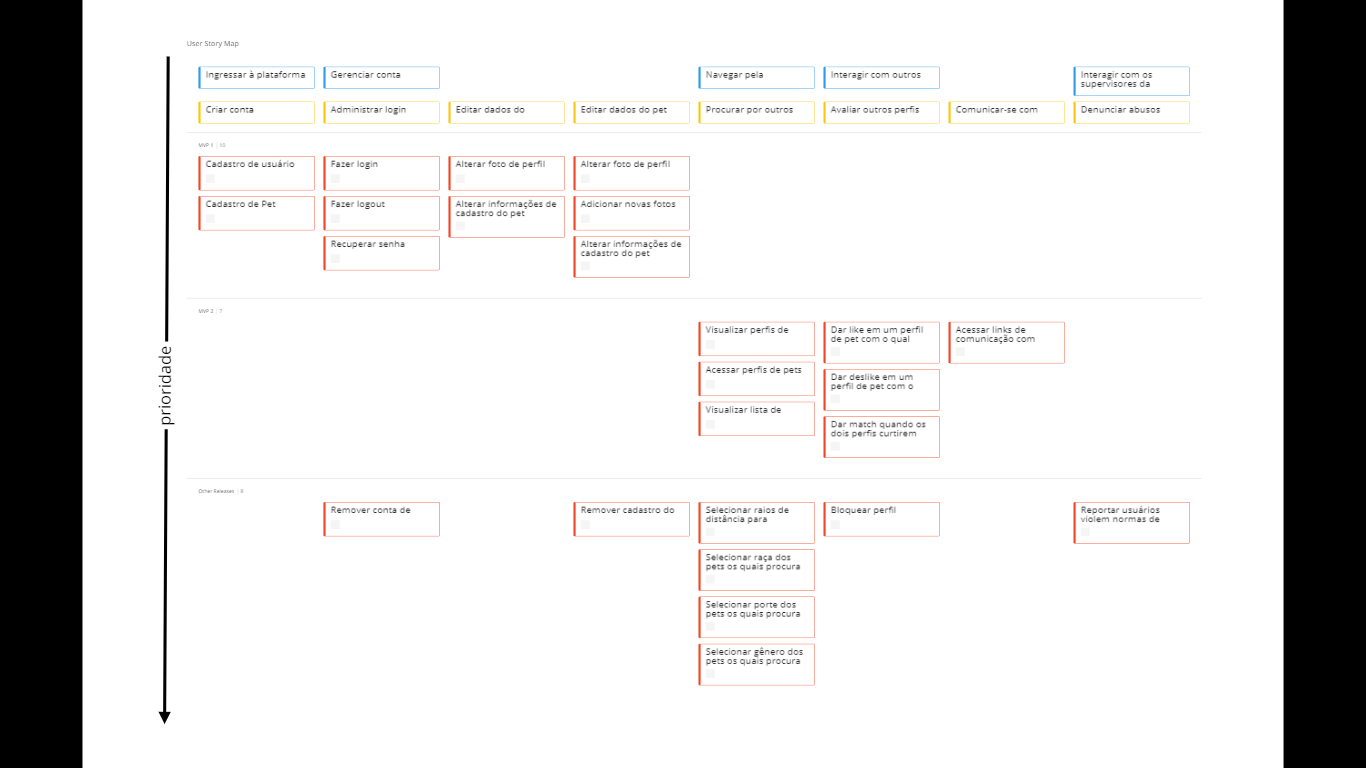 User Story Map
Ingressar à plataforma
Gerenciar conta
Navegar pela
Interagir com outros
Interagir com os
supervisores da
Criar conta
Administrar login
Editar dados do
Editar dados do pet
Procurar por outros
Avaliar outros perfis
Comunicar-se com
Denunciar abusos
MVP 1 | 10
Cadastro de usuário
Fazer login
Alterar foto de perfil
Alterar foto de perfil
Cadastro de Pet
Fazer logout
Alterar informações de
cadastro do pet
Adicionar novas fotos
Recuperar senha
Alterar informações de
cadastro do pet
MVP 2 | 7
Visualizar perfis de
Dar like em um perfil
de pet com o qual
Acessar links de
comunicação com
Acessar perfis de pets
Dar deslike em um
perfil de pet com o
Visualizar lista de
Dar match quando os
dois perfis curtirem
prioridade
Other Releases | 8
Remover conta de
Remover cadastro do
Selecionar raios de
distância para
Bloquear perfil
Reportar usuários
violem normas de
Selecionar raça dos
pets os quais procura
Selecionar porte dos
pets os quais procura
Selecionar gênero dos
pets os quais procura